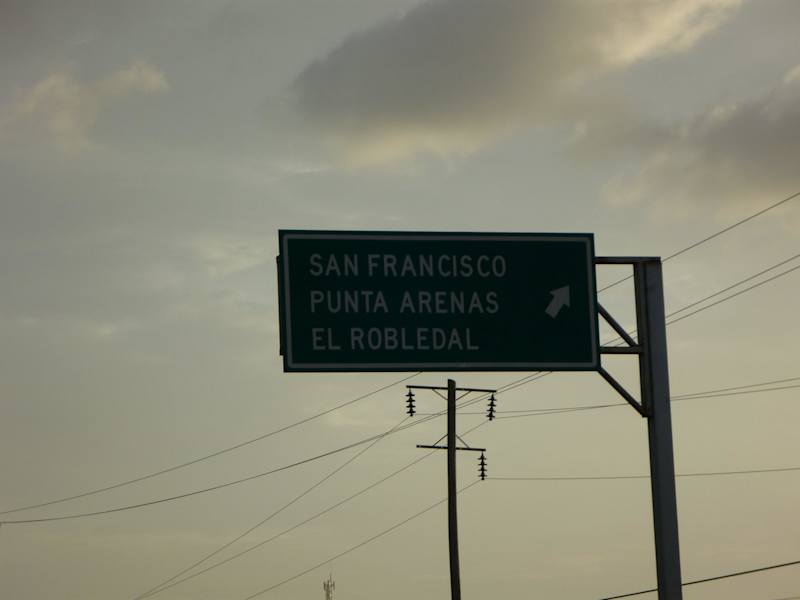 SAN FRANCISCO
PUNTA ARENAS
EL ROBLEDAL